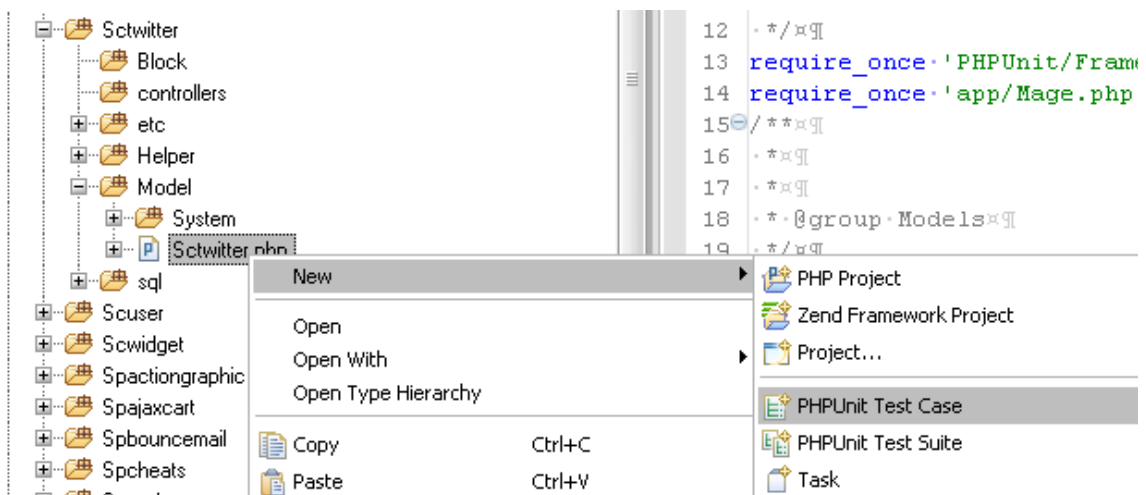 Sctwitter
Block
controllers
etc
Helper
Model
System
Sctwitter.php
sql
Scuser
Scwidget
Spactiongraphic
Spajaxcart
Spbouncemail
Spcheats
12 ·*/¤¶
13 require_once·'PHPUnit/Frame
14 require_once·'app/Mage.php
15 /**¤¶
16 ·*¤¶
17 ·*¤¶
18 ·*·@group·Models¤¶
19 ·*/¤¶
New
Open
Open With
Open Type Hierarchy
Copy Ctrl+C
Paste Ctrl+V
PHP Project
Zend Framework Project
Project...
PHPUnit Test Case
PHPUnit Test Suite
Task